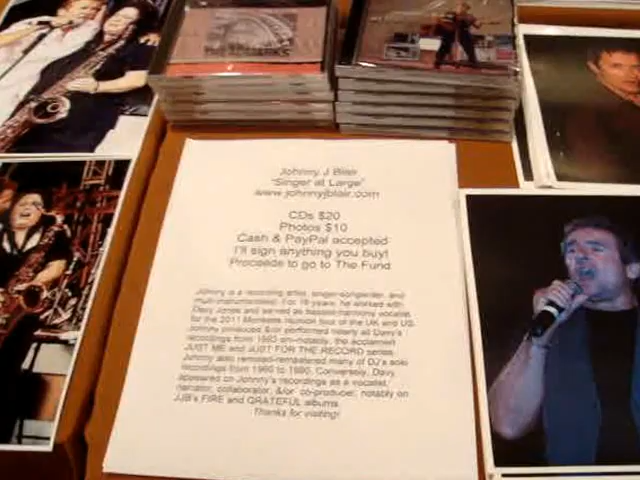 Johnny J Blair
"Singer at Large"
www.johnnyjblair.com
CDs $20
Photos $10
Cash & PayPal accepted
I'll sign anything you buy!
Proceeds to go to The Fund
Johnny is a recording artist, singer-songwriter, and
multi-instrumentalist. For 19 years, he worked with
Davy Jones and served as bassist-harmony vocalist
for the 2011 Monkees reunion tour of the UK and US.
Johnny produced &/or performed nearly all Davy's
recordings from 1993 on--notably, the acclaimed
JUST ME and JUST FOR THE RECORD series.
Johnny also remixed-remastered many of DJ's solo
recordings from 1980 to 1990. Conversely, Davy
appeared on Johnny's recordings as a vocalist,
narrator, collaborator, &/or co-producer, notably on
JJB's FIRE and GRATEFUL albums.
Thanks for visiting!